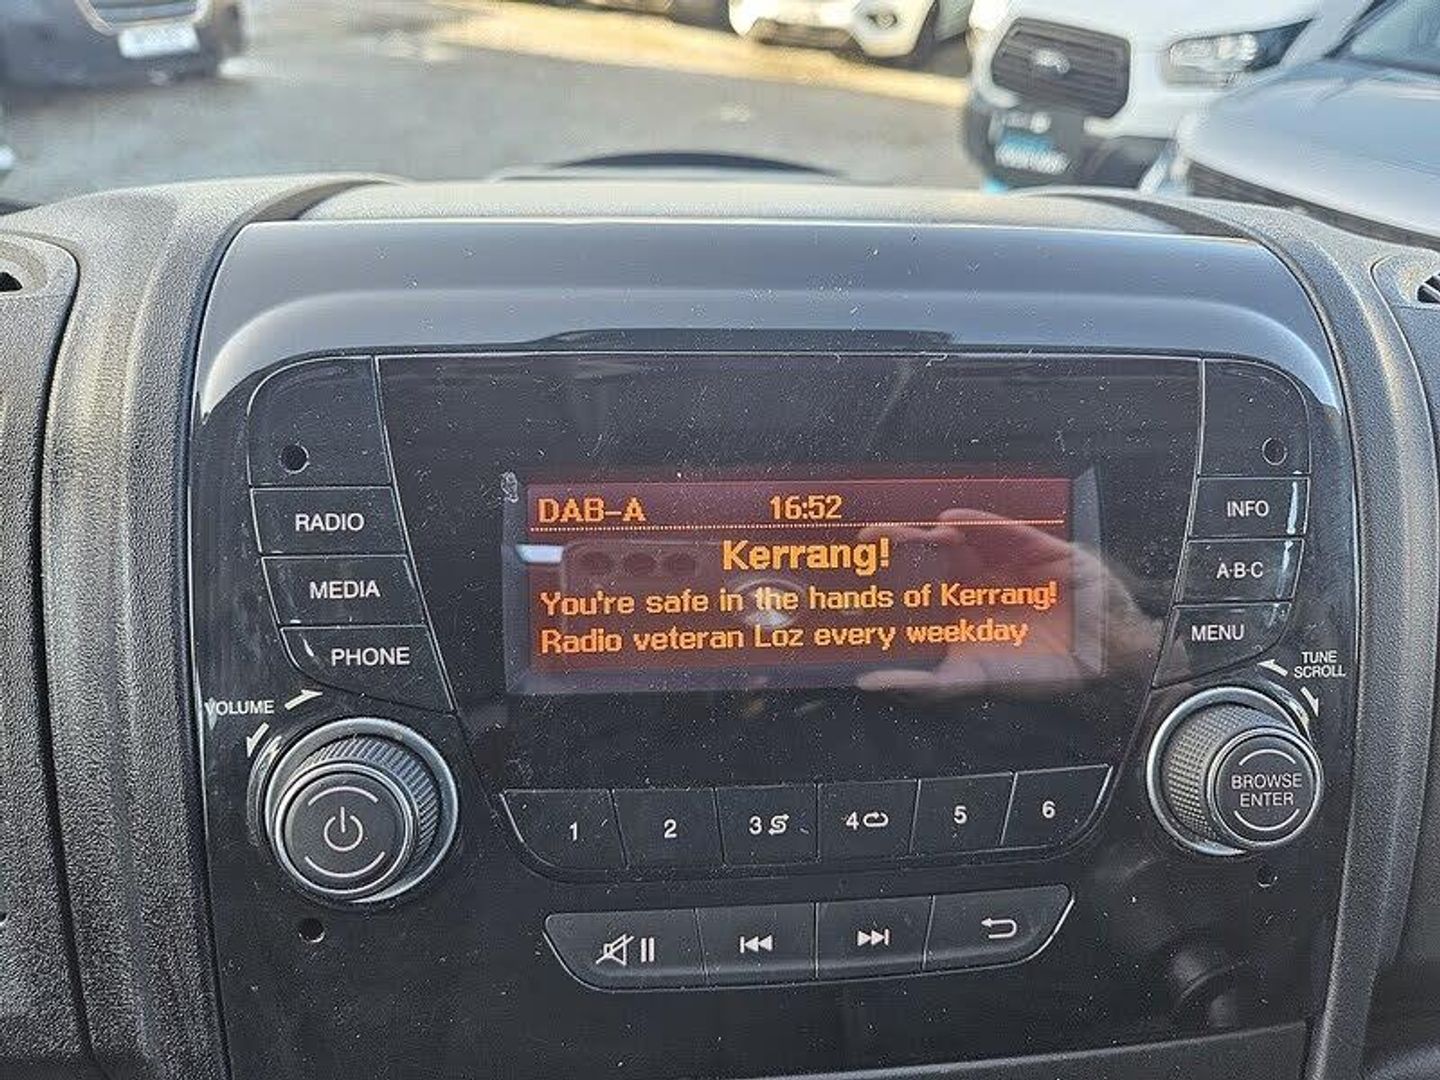 DAB-A 16:52
Kerrang!
You're safe in the hands of Kerrang!
Radio veteran Loz every weekday
RADIO
MEDIA
PHONE
VOLUME
INFO
A·B·C
MENU
TUNE
SCROLL
BROWSE
ENTER
1 2 3 4 5 6